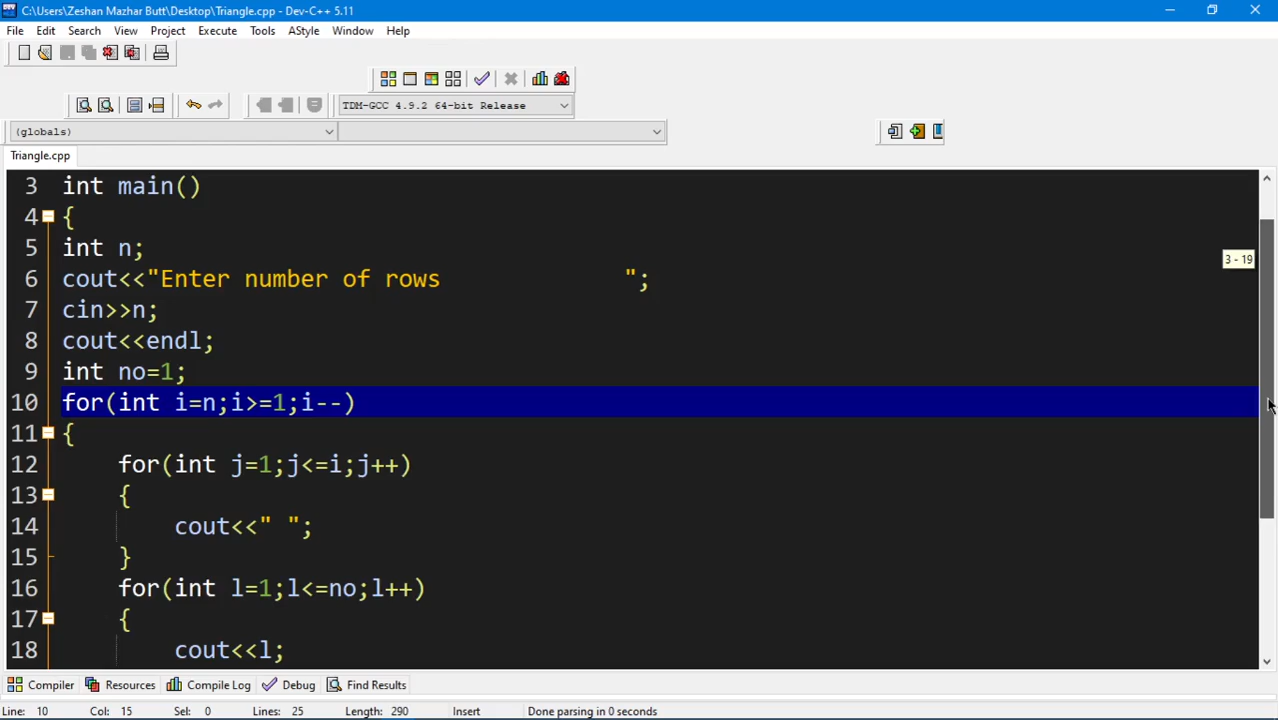 C:\Users\Zeshan Mazhar Butt\Desktop\Triangle.cpp - Dev-C++ 5.11
File Edit Search View Project Execute Tools AStyle Window Help
TDM-GCC 4.9.2 64-bit Release
(globals)
Triangle.cpp
3 int main()
4 {
5 int n;
6 cout<<"Enter number of rows             ";
7 cin>>n;
8 cout<<endl;
9 int no=1;
10 for(int i=n;i>=1;i--)
11 {
12     for(int j=1;j<=i;j++)
13     {
14         cout<<" ";
15     }
16     for(int l=1;l<=no;l++)
17     {
18         cout<<l;
3 - 19
Compiler Resources Compile Log Debug Find Results
Line: 10 Col: 15 Sel: 0 Lines: 25 Length: 290 Insert Done parsing in 0 seconds